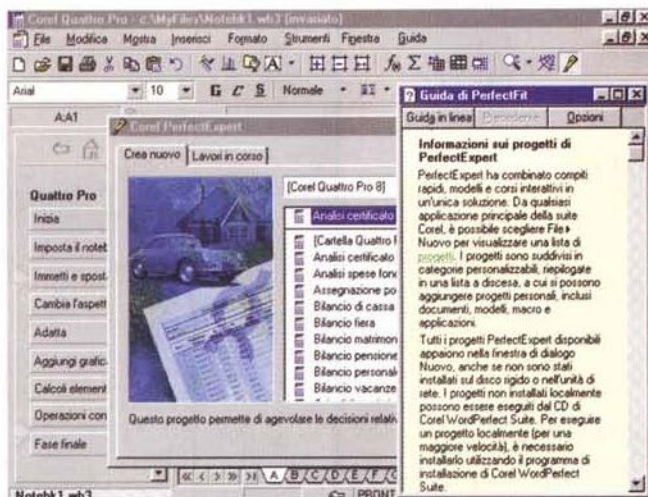 Corel Quattro Pro - c:\MyFiles\Notebk1.wb3 (invariato)
File Modifica Mostra Inserisci Formato Strumenti Finestra Guida
Arial 10 G C S Normale
A:A1
Quattro Pro
Inizia
Imposta il noteb
Immetti e spost
Cambia l'aspett
Adatta
Aggiungi grafic
Calcoli element
Operazioni con
Fase finale
Corel PerfectExpert
Crea nuovo Lavori in corso
[Corel Quattro Pro 8]
Analisi certificato
[Cartella Quattro
Analisi certificato
Analisi spese fond
Assegnazione po
Bilancio di cassa
Bilancio fiera
Bilancio matrimon
Bilancio pensione
Bilancio personale
Bilancio vacanze
Questo progetto permette di agevolare le decisioni relativ
Guida di PerfectFit
Guida in linea Precedente Opzioni
Informazioni sui progetti di
PerfectExpert
PerfectExpert ha combinato compiti
rapidi, modelli e corsi interattivi in
un'unica soluzione. Da qualsiasi
applicazione principale della suite
Corel, è possibile scegliere File
Nuovo per visualizzare una lista di
progetti. I progetti sono suddivisi in
categorie personalizzabili, riepilogate
in una lista a discesa, a cui si possono
aggiungere progetti personali, inclusi
documenti, modelli, macro e
applicazioni.
Tutti i progetti PerfectExpert disponibili
appaiono nella finestra di dialogo
Nuovo, anche se non sono stati
installati sul disco rigido o nell'unità di
rete. I progetti non installati localmente
possono essere eseguiti dal CD di
Corel WordPerfect Suite. Per eseguire
un progetto localmente (per una
maggiore velocità), è necessario
installarlo utilizzando il programma di
installazione di Corel WordPerfect
Suite.
A B C D E F G
Notebk1.wb3 PRONT